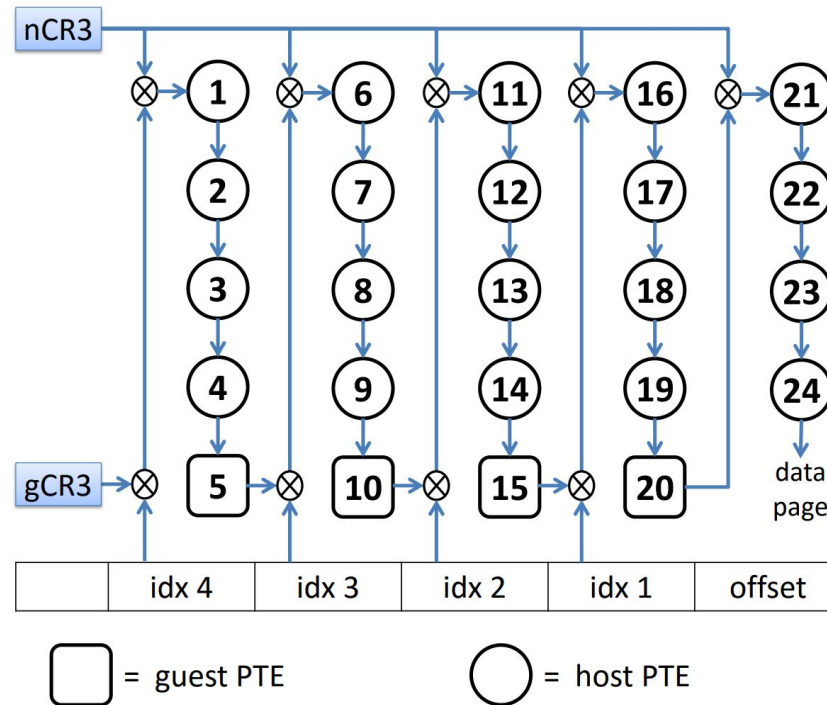 nCR3
1 6 11 16 21
2 7 12 17 22
3 8 13 18 23
4 9 14 19 24
gCR3 5 10 15 20 data
page
idx 4 idx 3 idx 2 idx 1 offset
= guest PTE = host PTE